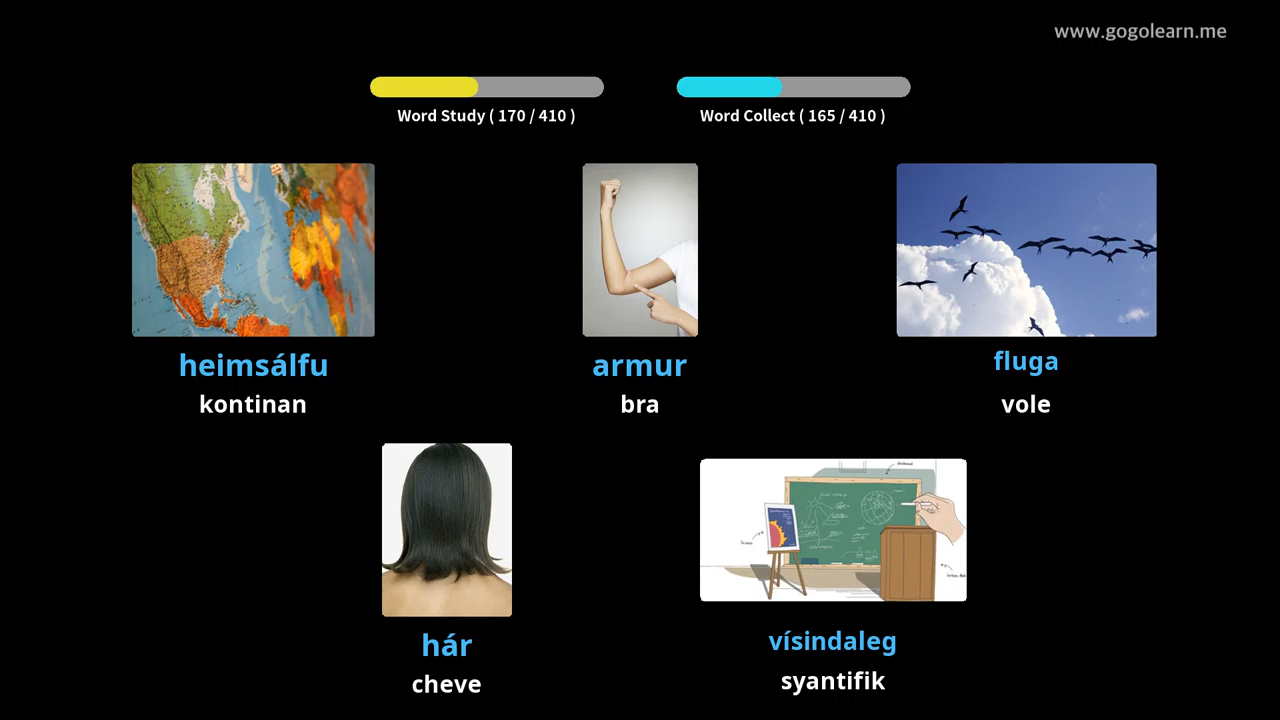 www.gogolearn.me
Word Study ( 170 / 410 )
Word Collect ( 165 / 410 )
heimsálfu
kontinan
armur
bra
fluga
vole
hár
cheve
vísindaleg
syantifik